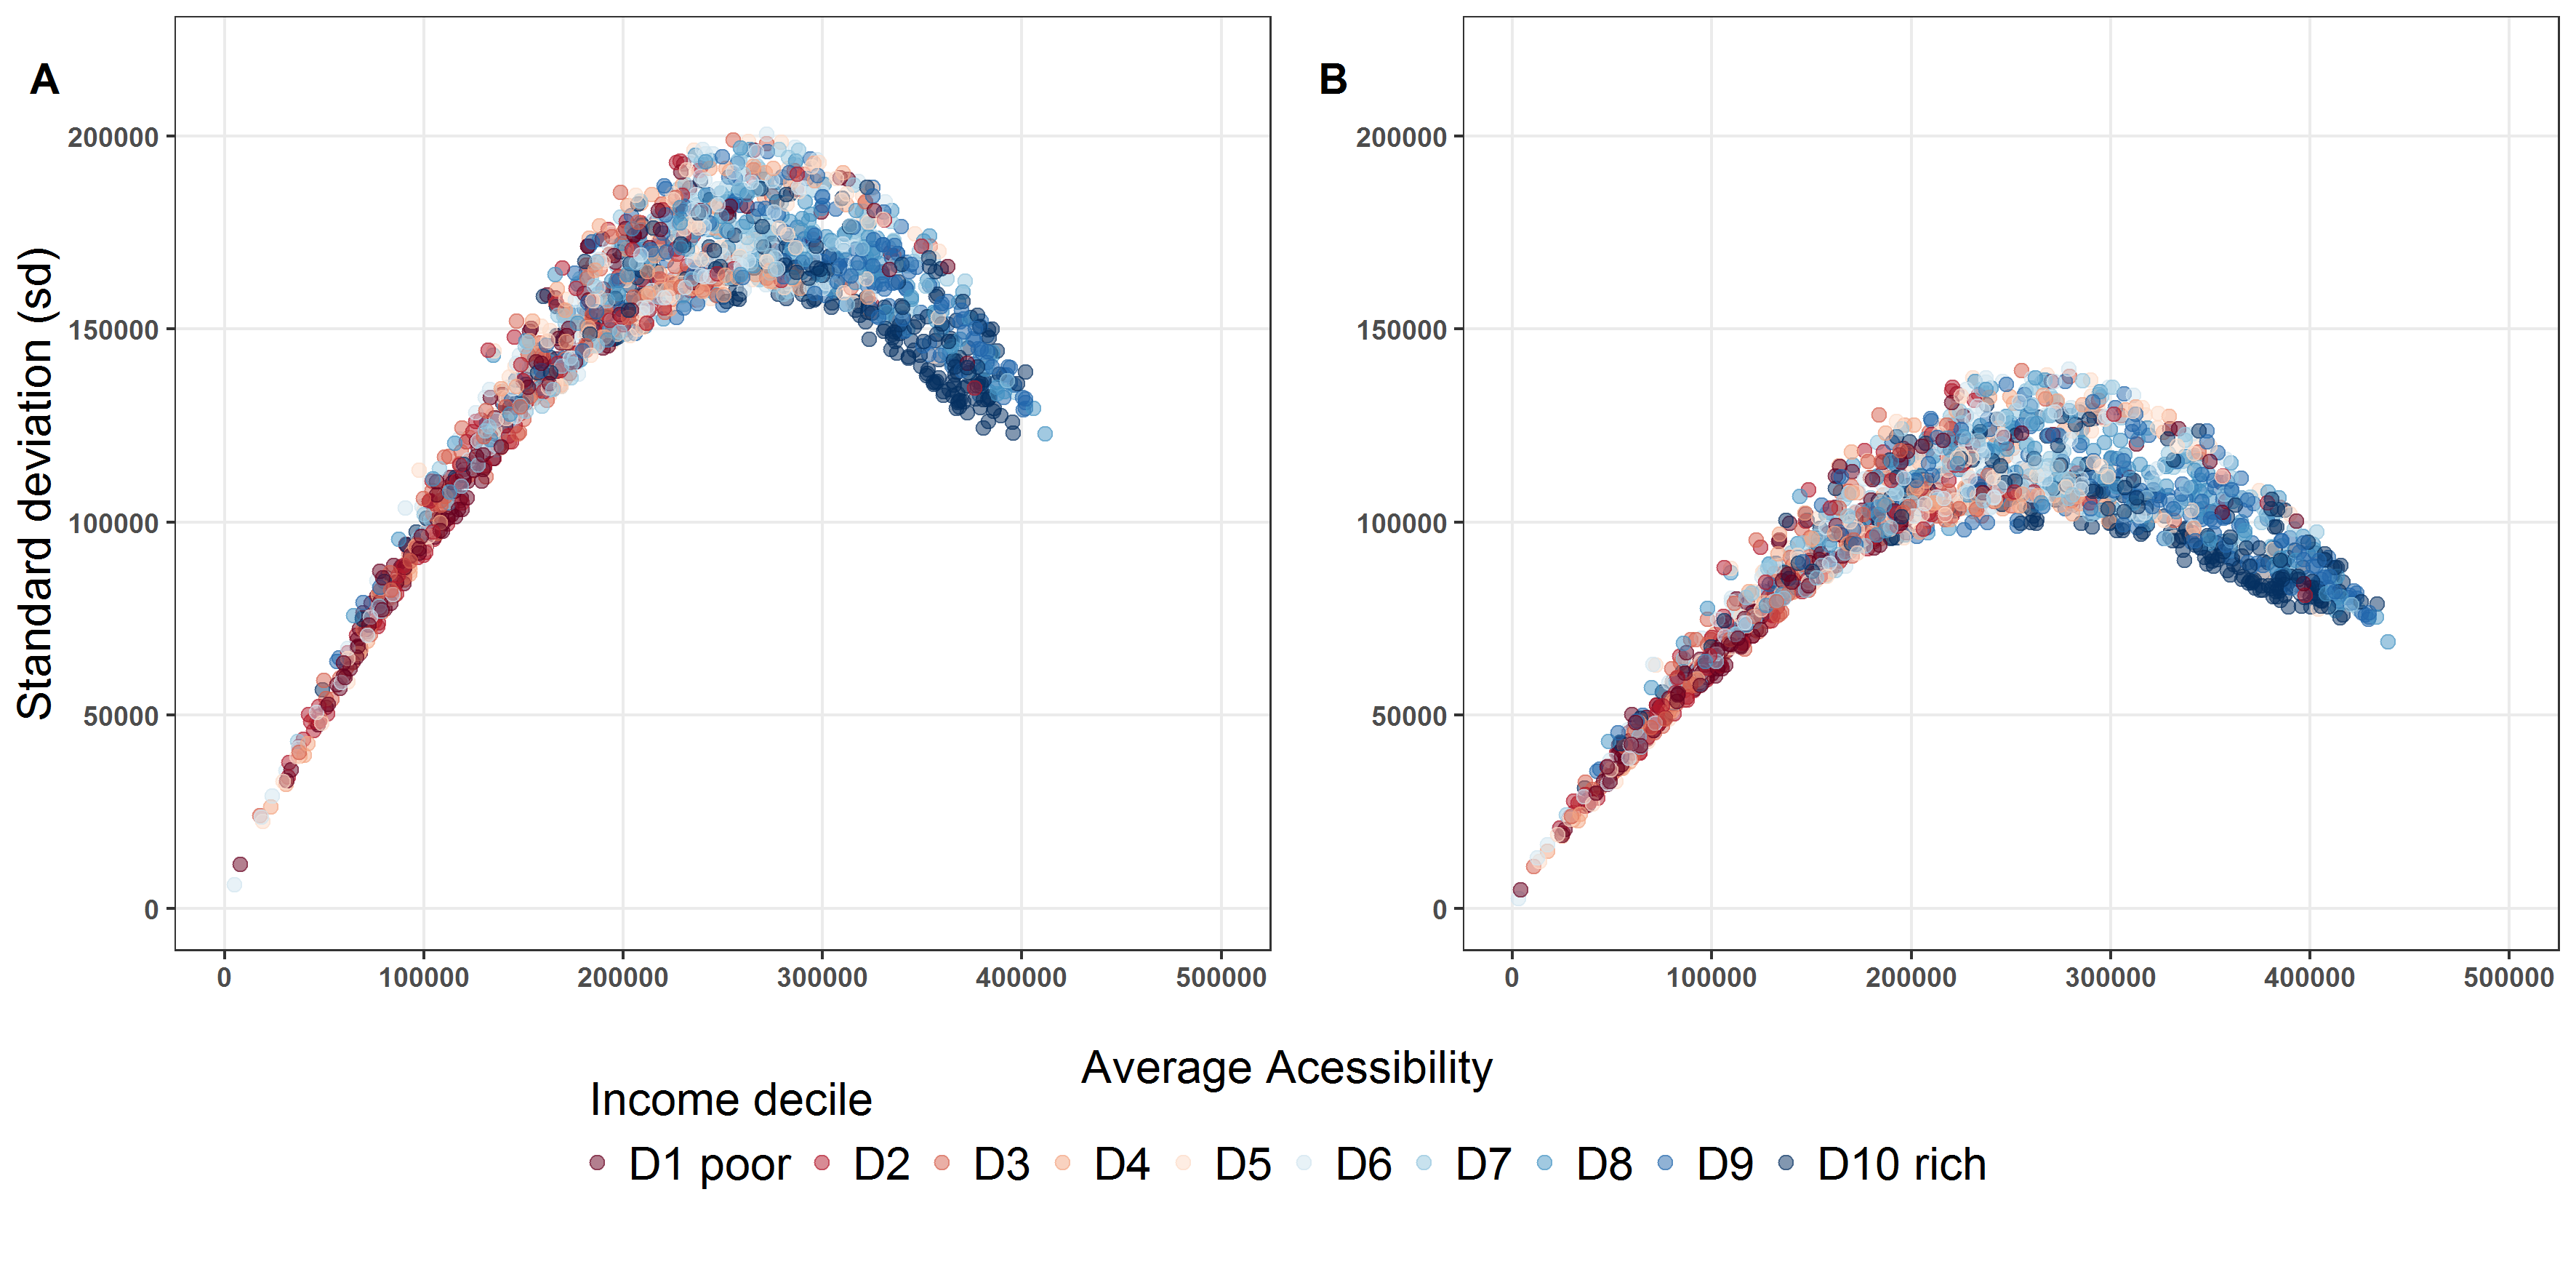 A
B
Standard deviation (sd)
200000
150000
100000
50000
0
0 100000 200000 300000 400000 500000
200000
150000
100000
50000
0
0 100000 200000 300000 400000 500000
Average Acessibility
Income decile
D1 poor D2 D3 D4 D5 D6 D7 D8 D9 D10 rich